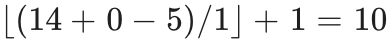 ⌊(14 + 0 − 5)/1⌋ + 1 = 10